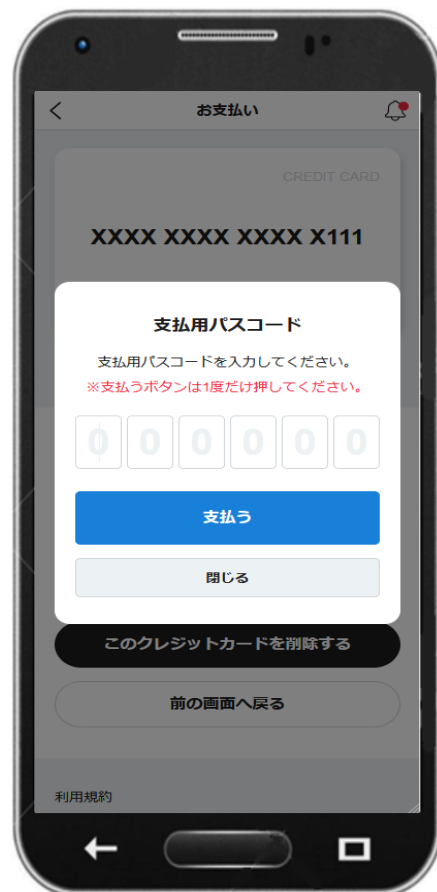 お支払い
CREDIT CARD
XXXX XXXX XXXX X111
支払用パスコード
支払用パスコードを入力してください。
※支払うボタンは1度だけ押してください。
0 0 0 0 0 0
支払う
閉じる
このクレジットカードを削除する
前の画面へ戻る
利用規約